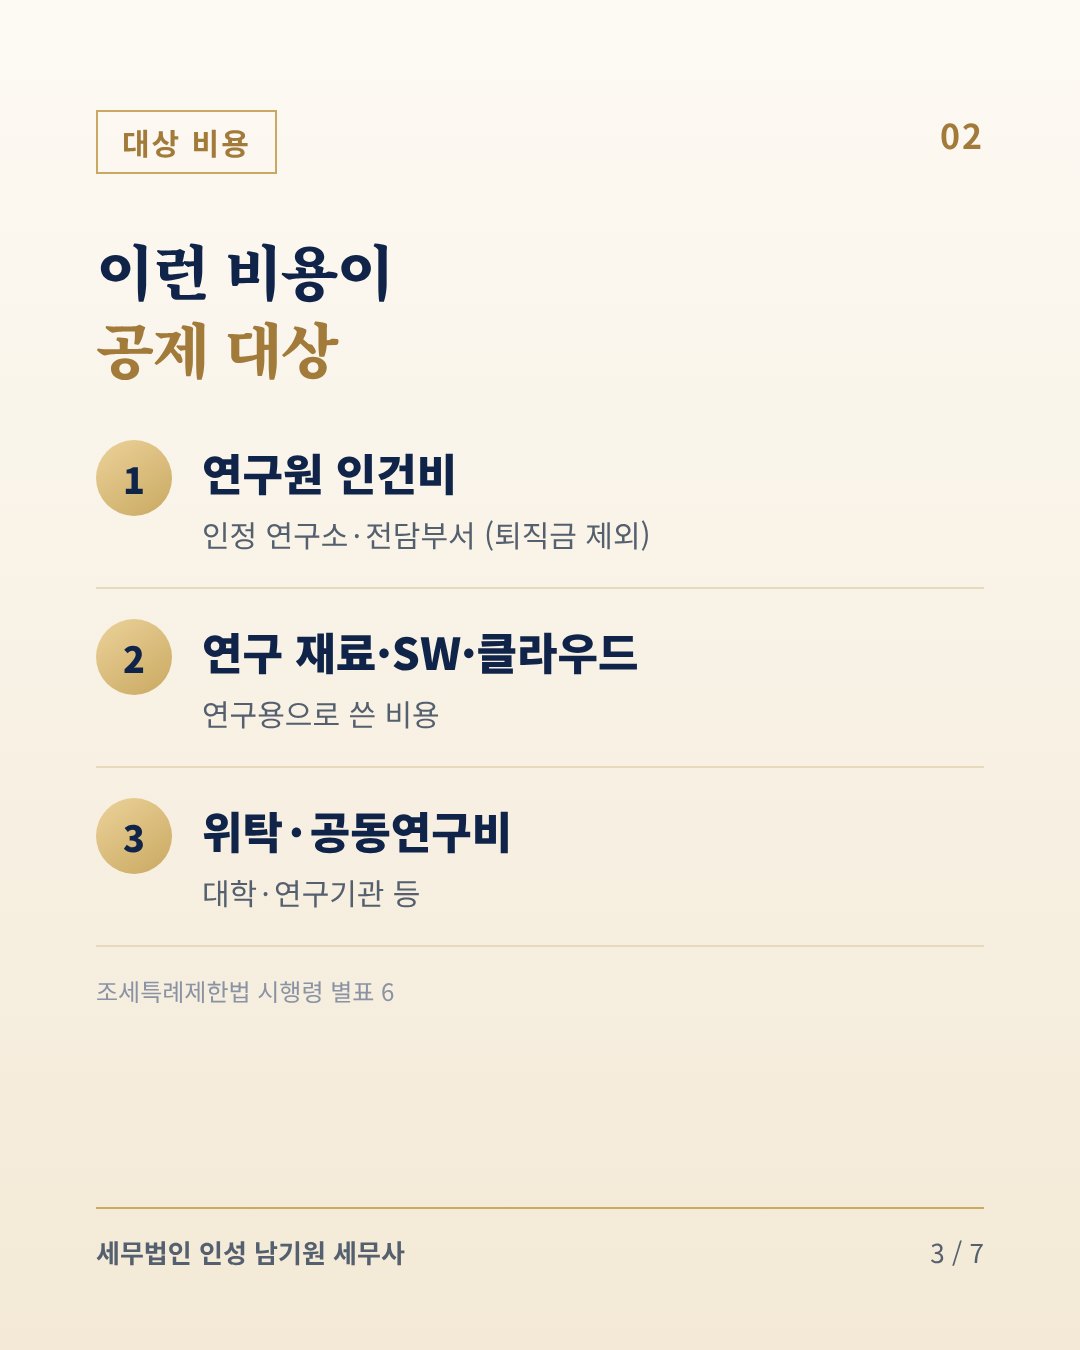 대상 비용
02
이런 비용이
공제 대상
1
연구원 인건비
인정 연구소·전담부서 (퇴직금 제외)
2
연구 재료·SW·클라우드
연구용으로 쓴 비용
3
위탁·공동연구비
대학·연구기관 등
조세특례제한법 시행령 별표 6
세무법인 인성 남기원 세무사
3 / 7